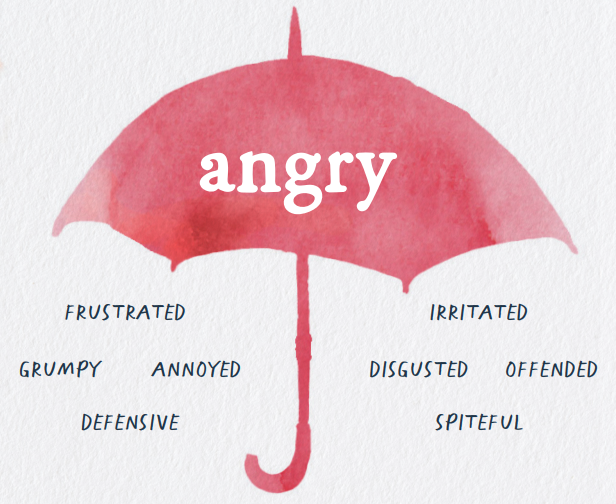 angry
FRUSTRATED IRRITATED
GRUMPY ANNOYED DISGUSTED OFFENDED
DEFENSIVE SPITEFUL